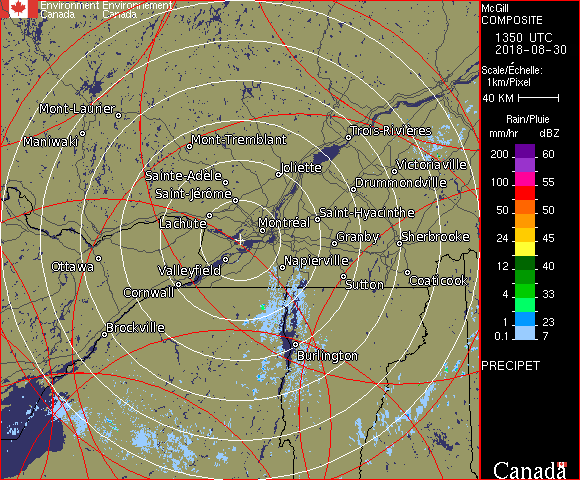 Environment Environnement
Canada Canada
McGill
COMPOSITE
1350 UTC
2018-08-30
Scale/Échelle:
1km/Pixel
40 KM
Rain/Pluie
mm/hr dBZ
200 60
100 55
50 50
24 45
12 40
4 33
1 23
0.1 7
PRECIPET
Canada
Mont-Laurier
Maniwaki
Mont-Tremblant
Trois-Rivières
Sainte-Adèle
Joliette
Victoriaville
Saint-Jérôme
Drummondville
Lachute
Montréal
Saint-Hyacinthe
Granby
Sherbrooke
Ottawa
Valleyfield
Napierville
Cornwall
Sutton
Coaticook
Brockville
Burlington